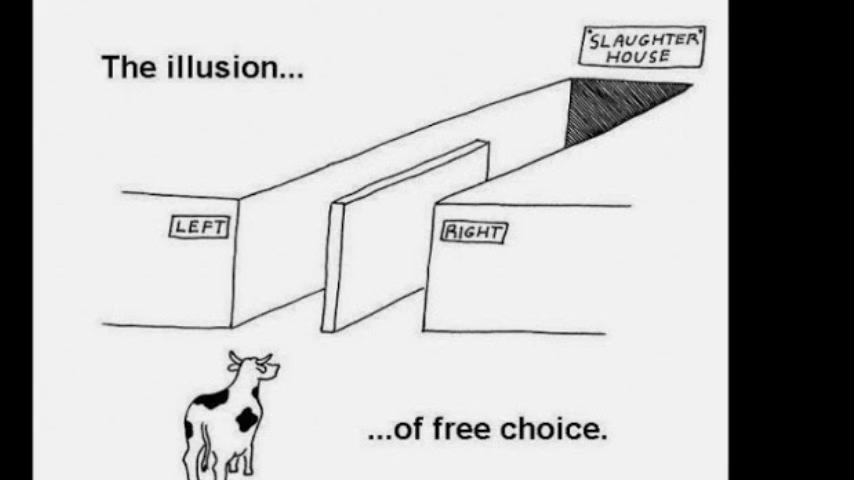 The illusion...
SLAUGHTER
HOUSE
LEFT
RIGHT
...of free choice.